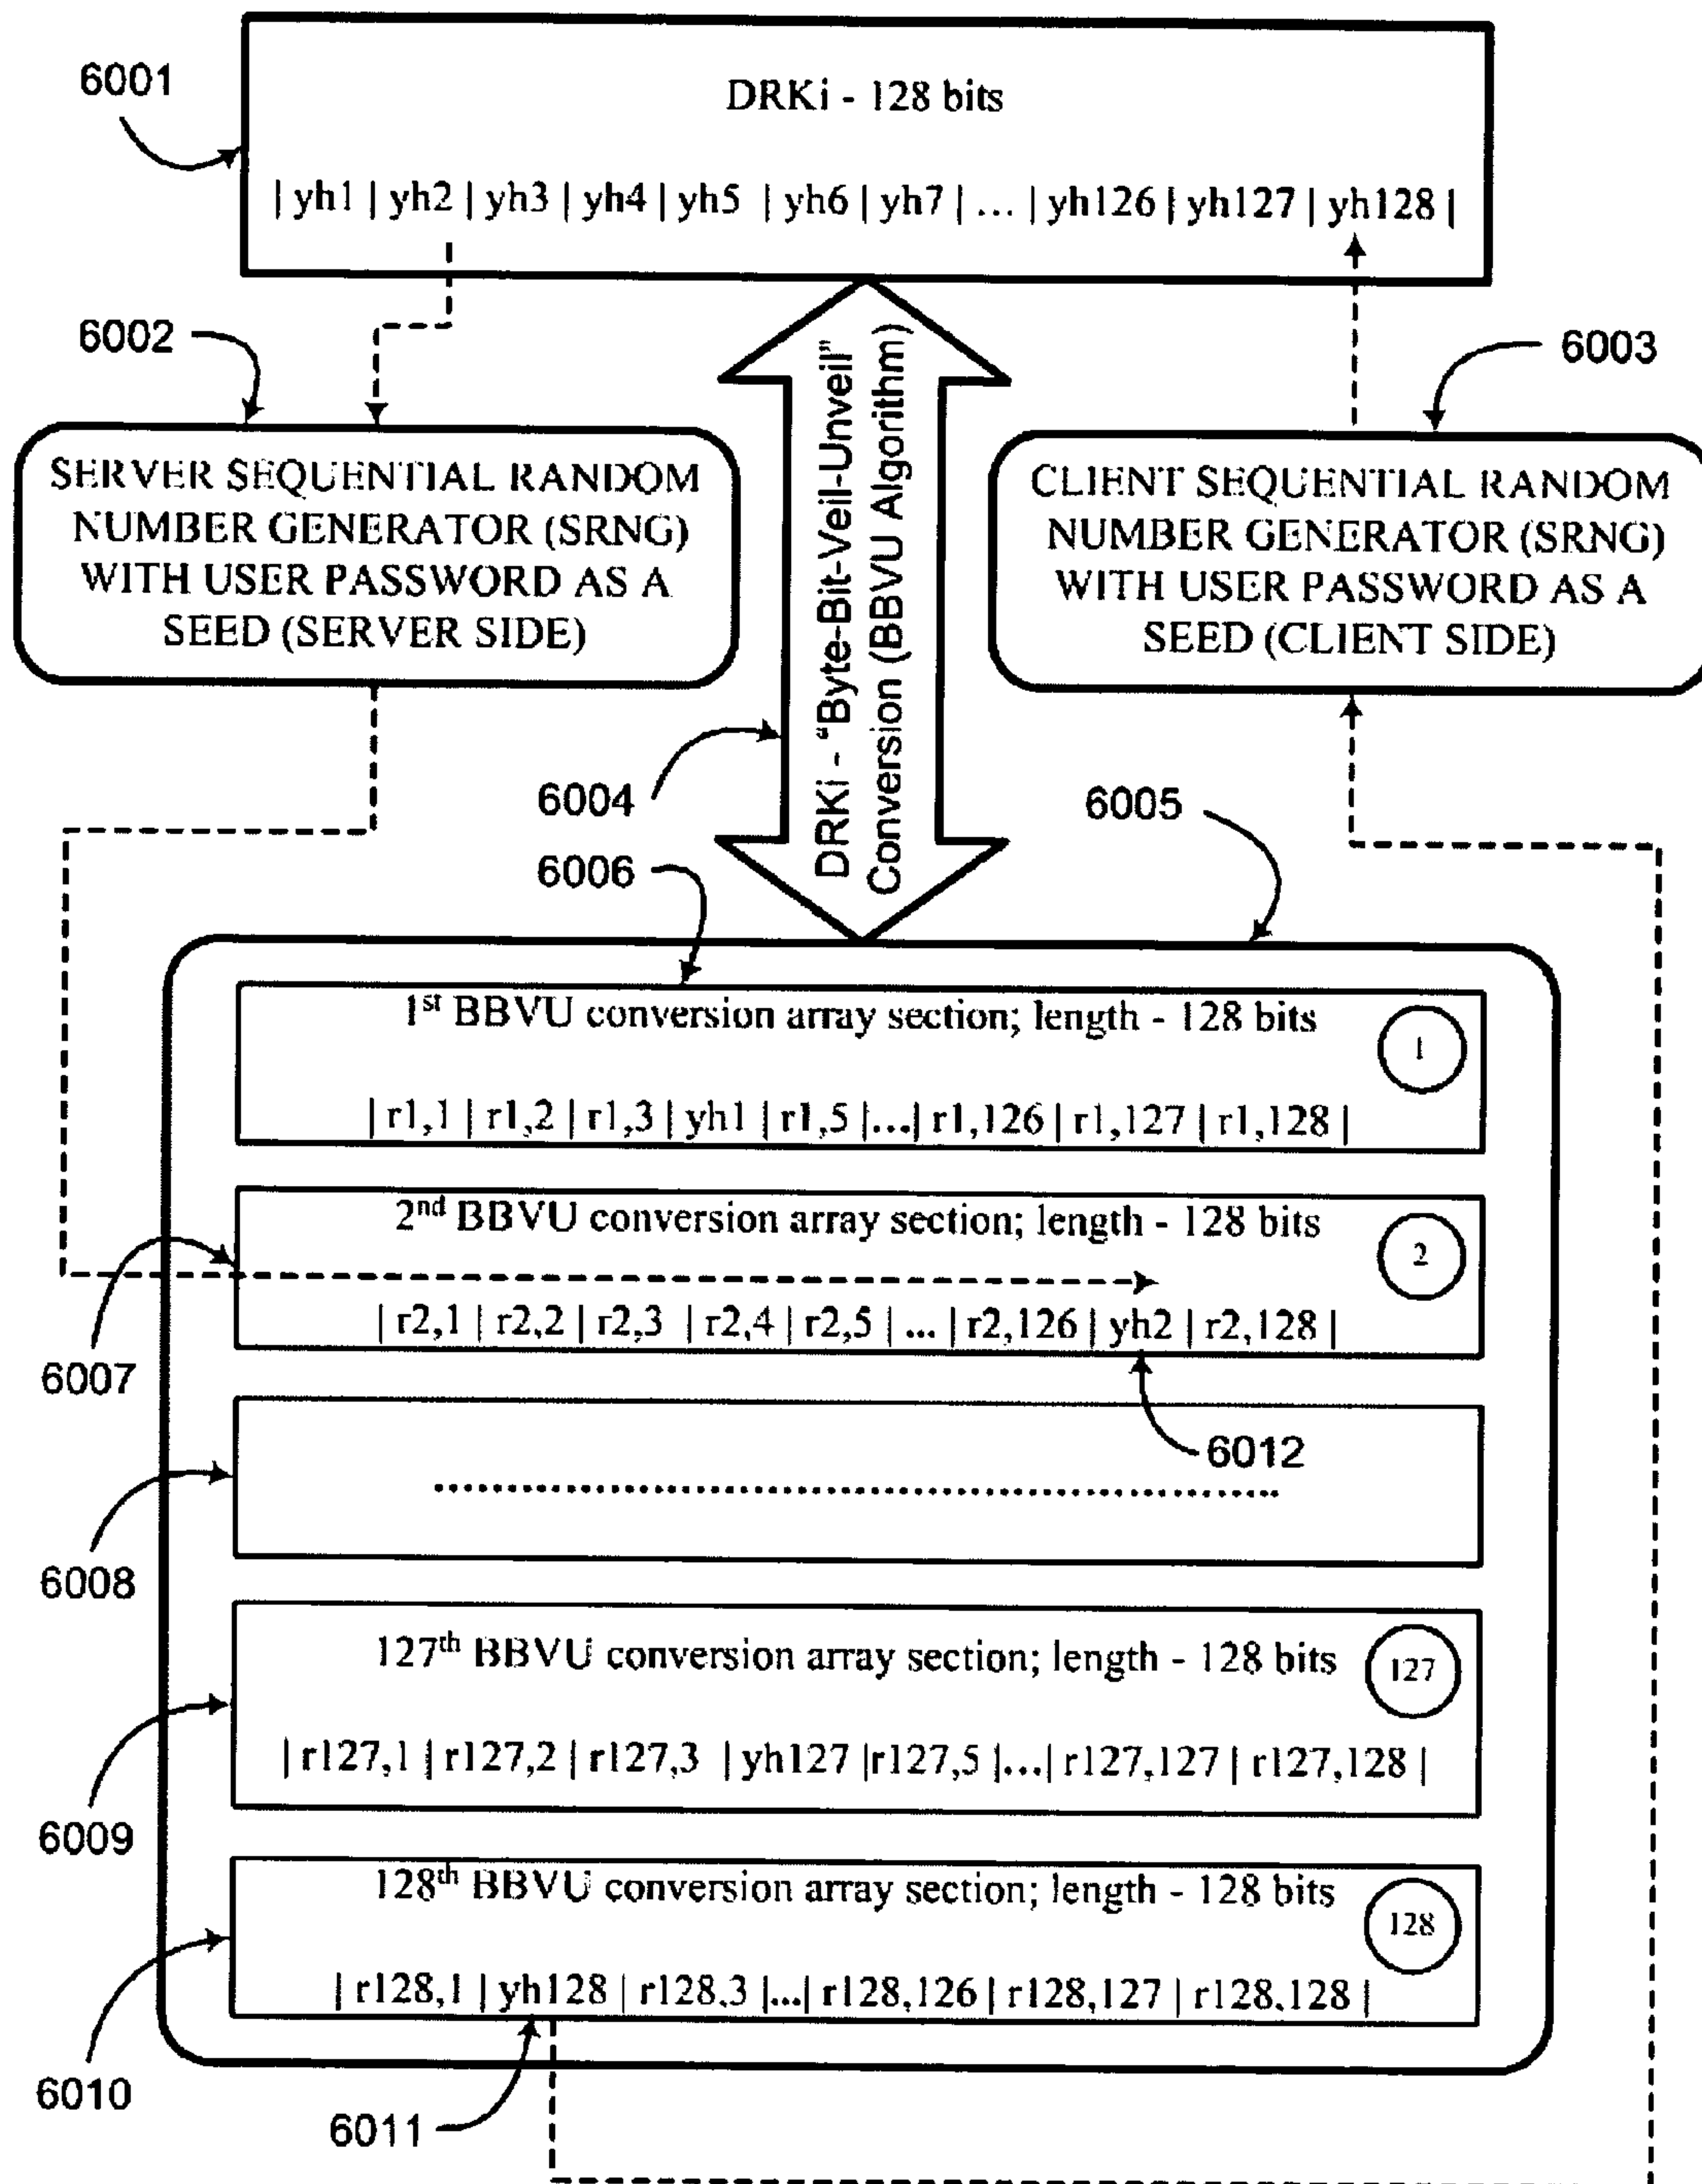 6001
DRKi - 128 bits
| yh1 | yh2 | yh3 | yh4 | yh5 | yh6 | yh7 | ... | yh126 | yh127 | yh128 |
6002
6003
SERVER SEQUENTIAL RANDOM
NUMBER GENERATOR (SRNG)
WITH USER PASSWORD AS A
SEED (SERVER SIDE)
DRKi - "Byte-Bit-Veil-Unveil"
Conversion (BBVU Algorithm)
CLIENT SEQUENTIAL RANDOM
NUMBER GENERATOR (SRNG)
WITH USER PASSWORD AS A
SEED (CLIENT SIDE)
6004
6005
6006
1st BBVU conversion array section; length - 128 bits
1
| r1,1 | r1,2 | r1,3 | yh1 | r1,5 |...| r1,126 | r1,127 | r1,128 |
2nd BBVU conversion array section; length - 128 bits
2
| r2,1 | r2,2 | r2,3 | r2,4 | r2,5 | ... | r2,126 | yh2 | r2,128 |
6007
6012
6008
127th BBVU conversion array section; length - 128 bits
127
| r127,1 | r127,2 | r127,3 | yh127 |r127,5 |...| r127,127 | r127,128 |
6009
128th BBVU conversion array section; length - 128 bits
128
| r128,1 | yh128 | r128,3 |...| r128,126 | r128,127 | r128,128 |
6010
6011